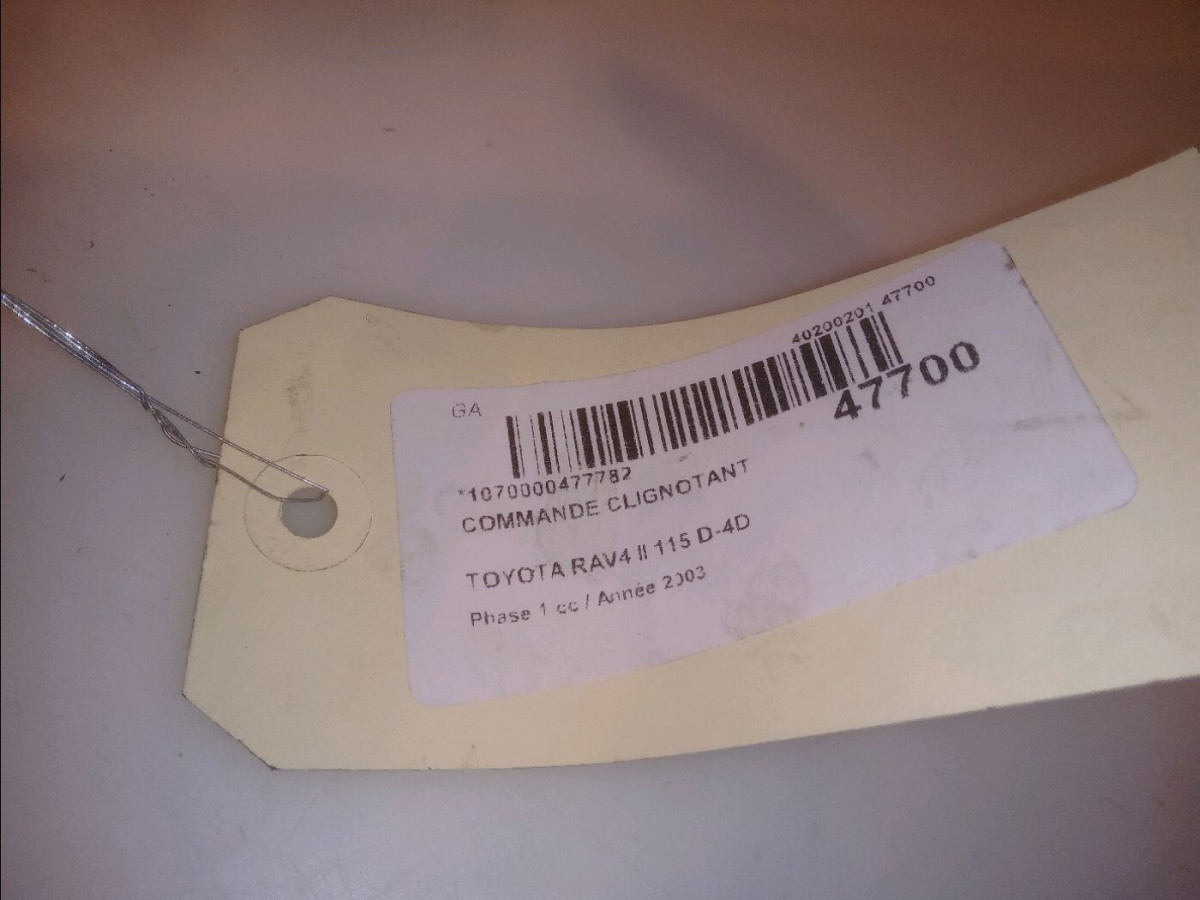 40200201 47700
GA
47700
*1070000477782
COMMANDE CLIGNOTANT
TOYOTA RAV4 II 115 D-4D
Phase 1 cc / Année 2003